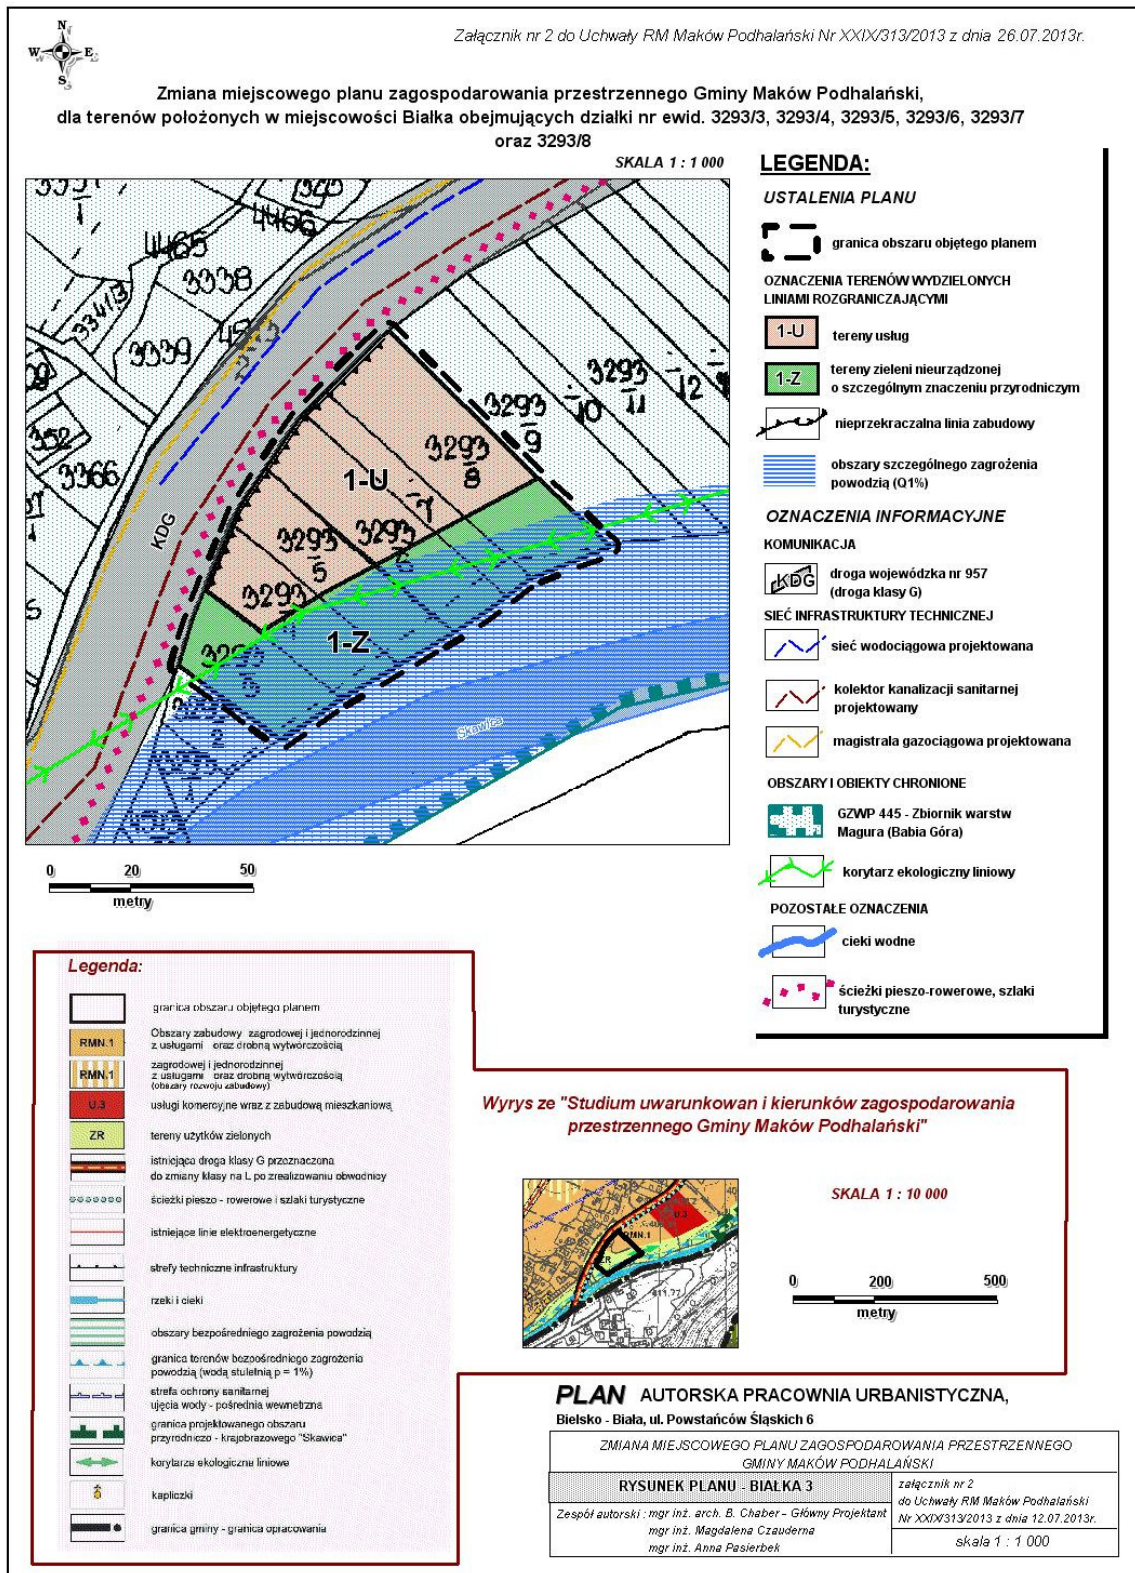 N
W E
S
Załącznik nr 2 do Uchwały RM Maków Podhalański Nr XXIX/313/2013 z dnia 26.07.2013r.
Zmiana miejscowego planu zagospodarowania przestrzennego Gminy Maków Podhalański,
dla terenów położonych w miejscowości Białka obejmujących działki nr ewid. 3293/3, 3293/4, 3293/5, 3293/6, 3293/7
oraz 3293/8
SKALA 1 : 1 000
4466
4465
3338
3341/3
3339
3293/11
12
10
3293/9
352
3366
3293/8
1-U
7
KDG
3293/5
3293
3293
1-Z
3293
Skawica
0 20 50
metry
LEGENDA:
USTALENIA PLANU
granica obszaru objętego planem
OZNACZENIA TERENÓW WYDZIELONYCH
LINIAMI ROZGRANICZAJĄCYMI
1-U tereny usług
1-Z tereny zieleni nieurządzonej
o szczególnym znaczeniu przyrodniczym
nieprzekraczalna linia zabudowy
obszary szczególnego zagrożenia
powodzią (Q1%)
OZNACZENIA INFORMACYJNE
KOMUNIKACJA
KDG droga wojewódzka nr 957
(droga klasy G)
SIEĆ INFRASTRUKTURY TECHNICZNEJ
sieć wodociągowa projektowana
kolektor kanalizacji sanitarnej
projektowany
magistrala gazociągowa projektowana
OBSZARY I OBIEKTY CHRONIONE
GZWP 445 - Zbiornik warstw
Magura (Babia Góra)
korytarz ekologiczny liniowy
POZOSTAŁE OZNACZENIA
cieki wodne
ścieżki pieszo-rowerowe, szlaki
turystyczne
Legenda:
granica obszaru objętego planem
RMN.1 Obszary zabudowy zagrodowej i jednorodzinnej
z usługami oraz drobną wytwórczością
RMN.1 zagrodowej i jednorodzinnej
z usługami oraz drobną wytwórczością
(obszary rozwoju zabudowy)
U.3 usługi komercyjne wraz z zabudową mieszkaniową
ZR tereny użytków zielonych
istniejąca droga klasy G przeznaczona
do zmiany klasy na L po zrealizowaniu obwodnicy
ścieżki pieszo - rowerowe i szlaki turystyczne
istniejące linie elektroenergetyczne
strefy techniczne infrastruktury
rzeki i cieki
obszary bezpośredniego zagrożenia powodzią
granica terenów bezpośredniego zagrożenia
powodzią (wodą stuletnią p = 1%)
strefa ochrony sanitarnej
ujęcia wody - pośrednia wewnetrzna
granica projektowanego obszaru
przyrodniczo - krajobrazowego "Skawica"
korytarze ekologiczne liniowe
kapliczki
granica gminy - granica opracowania
Wyrys ze "Studium uwarunkowan i kierunków zagospodarowania
przestrzennego Gminy Maków Podhalański"
SKALA 1 : 10 000
U.3
RMN.1
ZR
0 200 500
metry
PLAN AUTORSKA PRACOWNIA URBANISTYCZNA,
Bielsko - Biała, ul. Powstańców Śląskich 6
ZMIANA MIEJSCOWEGO PLANU ZAGOSPODAROWANIA PRZESTRZENNEGO
GMINY MAKÓW PODHALAŃSKI
RYSUNEK PLANU - BIAŁKA 3
Zespół autorski : mgr inż. arch. B. Chaber - Główny Projektant
mgr inż. Magdalena Czauderna
mgr inż. Anna Pasierbek
załącznik nr 2
do Uchwały RM Maków Podhalański
Nr XXIX/313/2013 z dnia 12.07.2013r.
skala 1 : 1 000